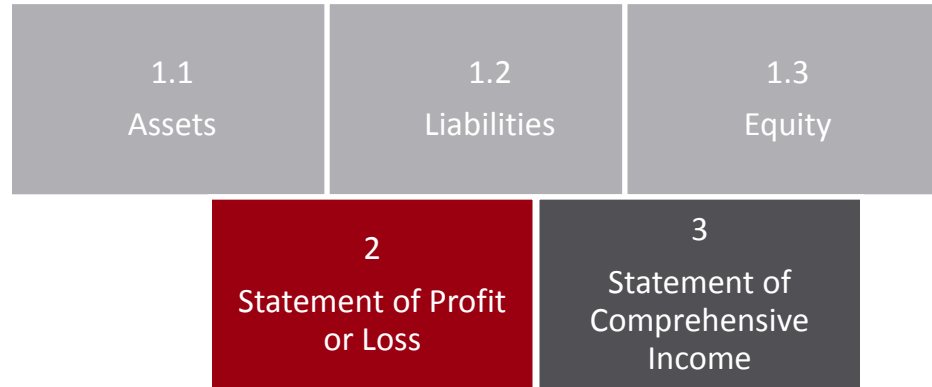 1.1
Assets
1.2
Liabilities
1.3
Equity
2
Statement of Profit
or Loss
3
Statement of
Comprehensive
Income